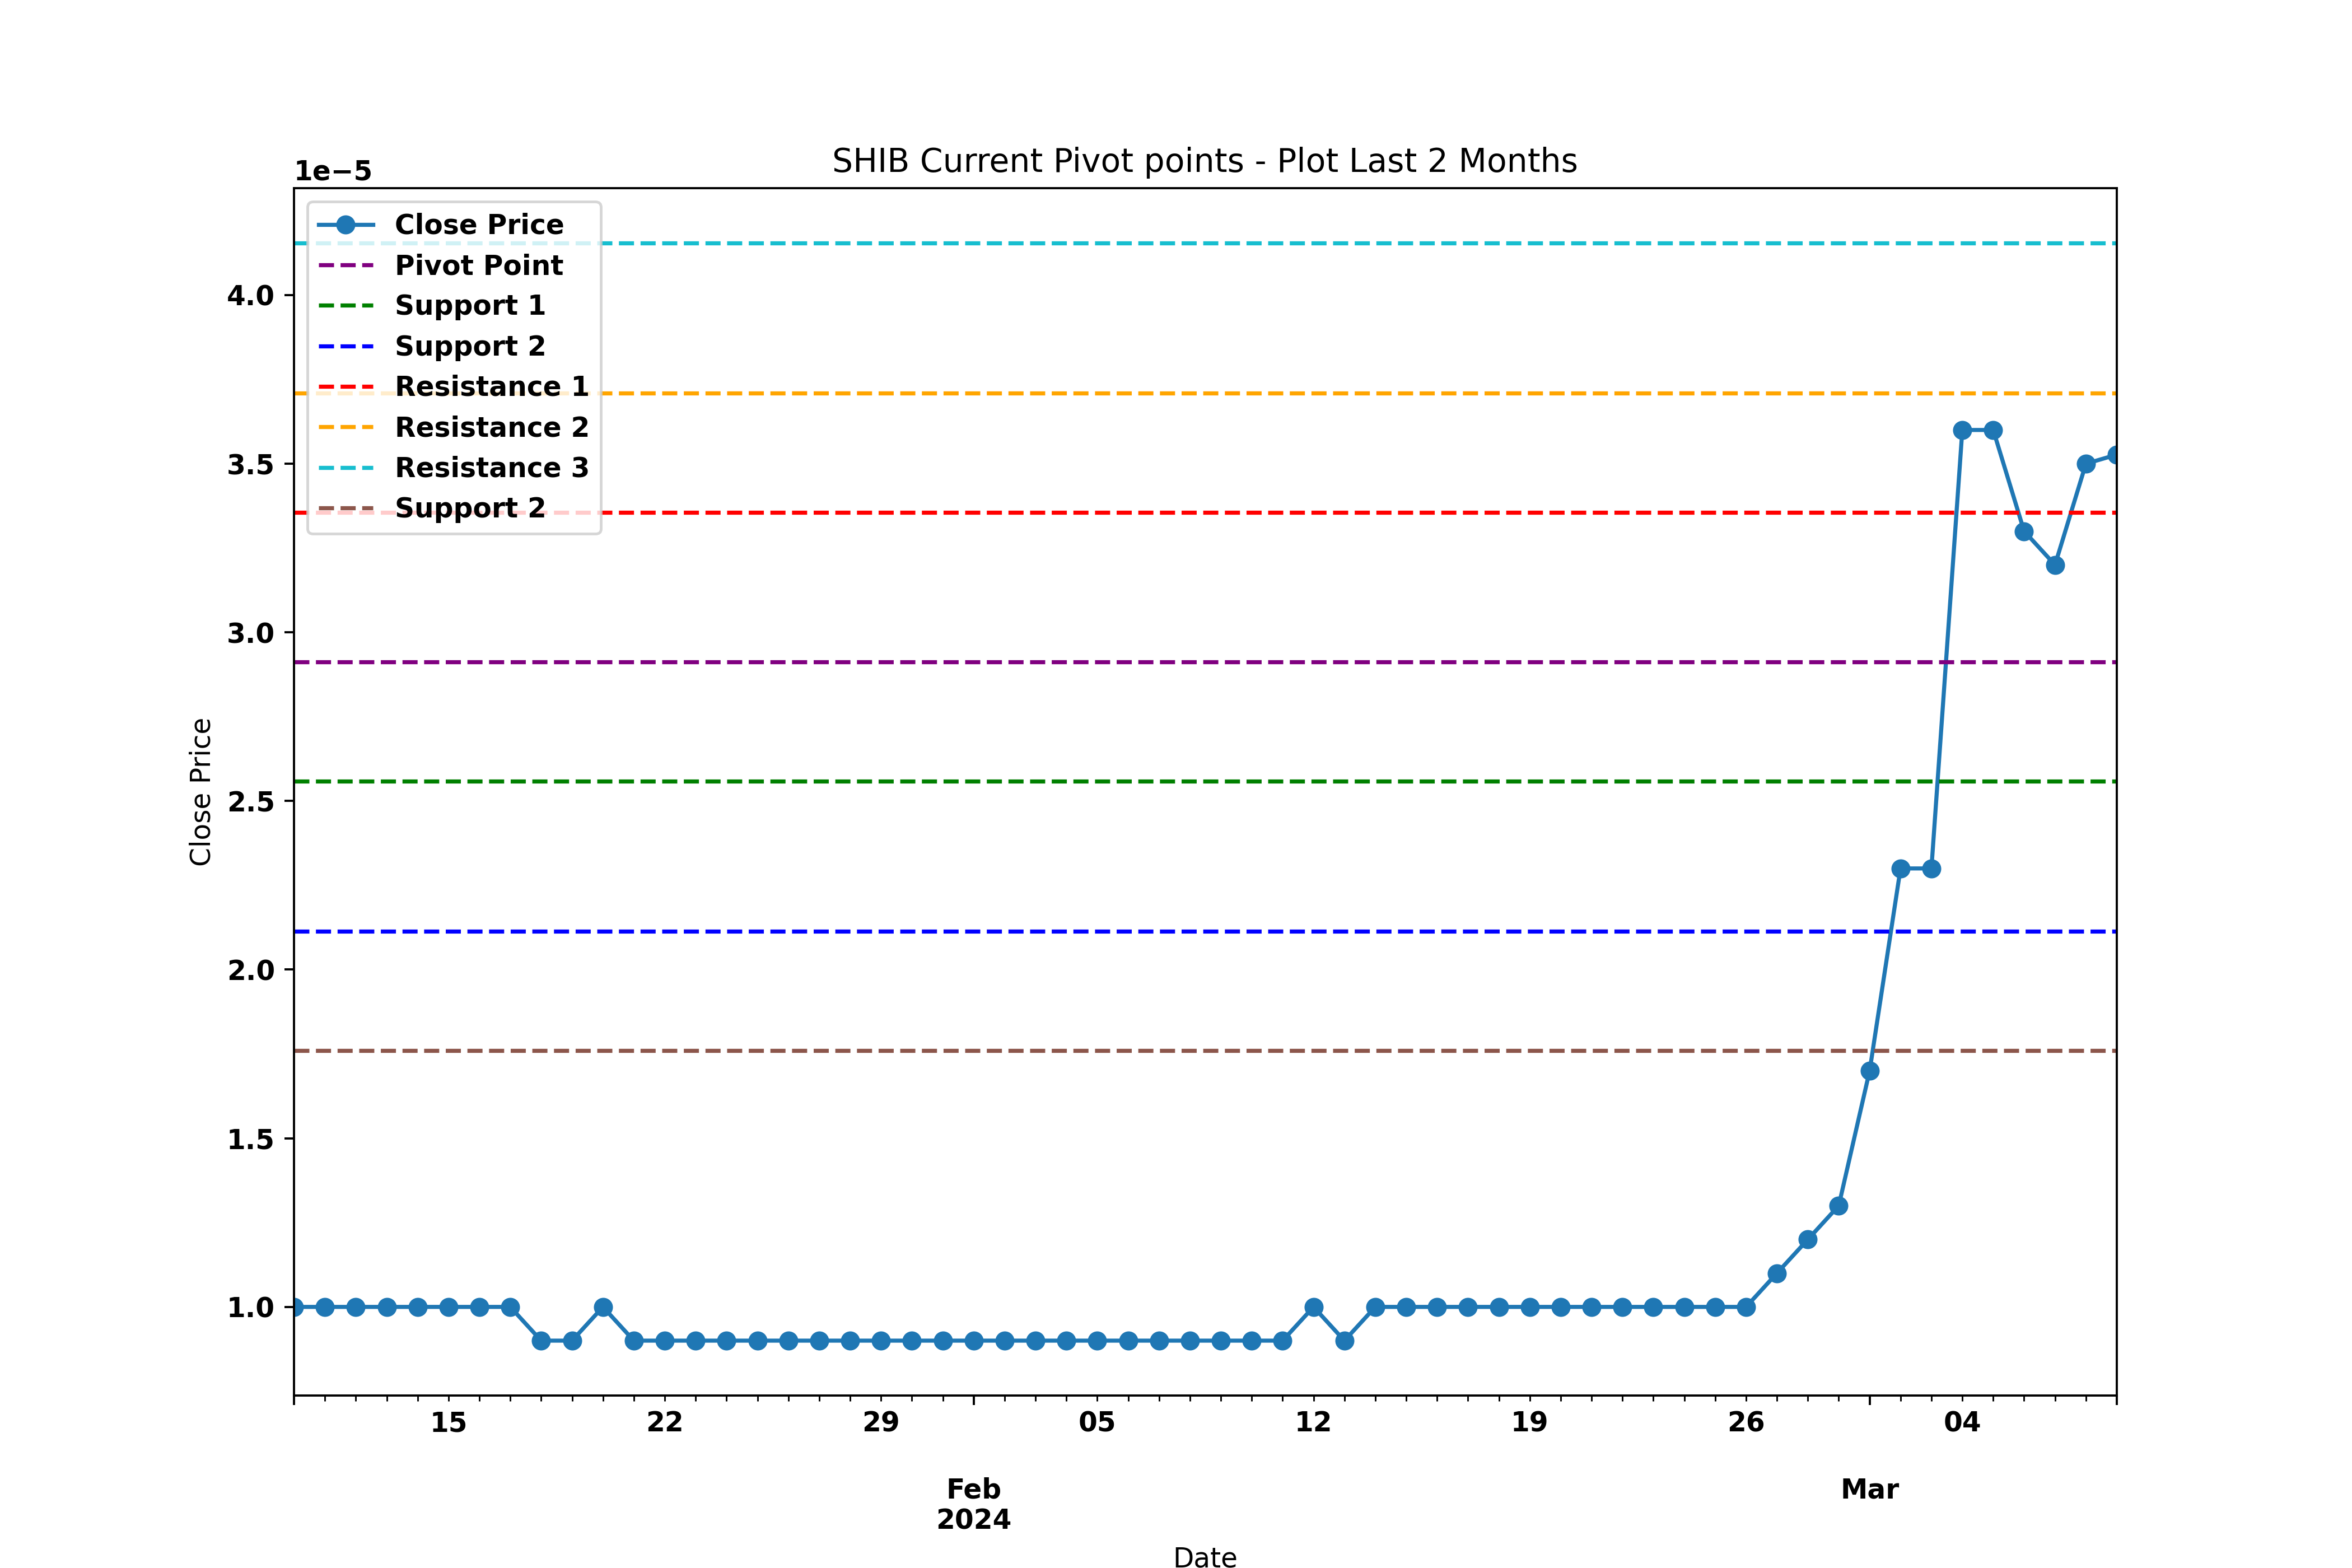 SHIB Current Pivot points - Plot Last 2 Months
1e−5
Close Price
Pivot Point
Support 1
Support 2
Resistance 1
Resistance 2
Resistance 3
Support 2
4.0
3.5
3.0
2.5
2.0
1.5
1.0
Close Price
15 22 29 05 12 19 26 04
Feb Mar
2024
Date